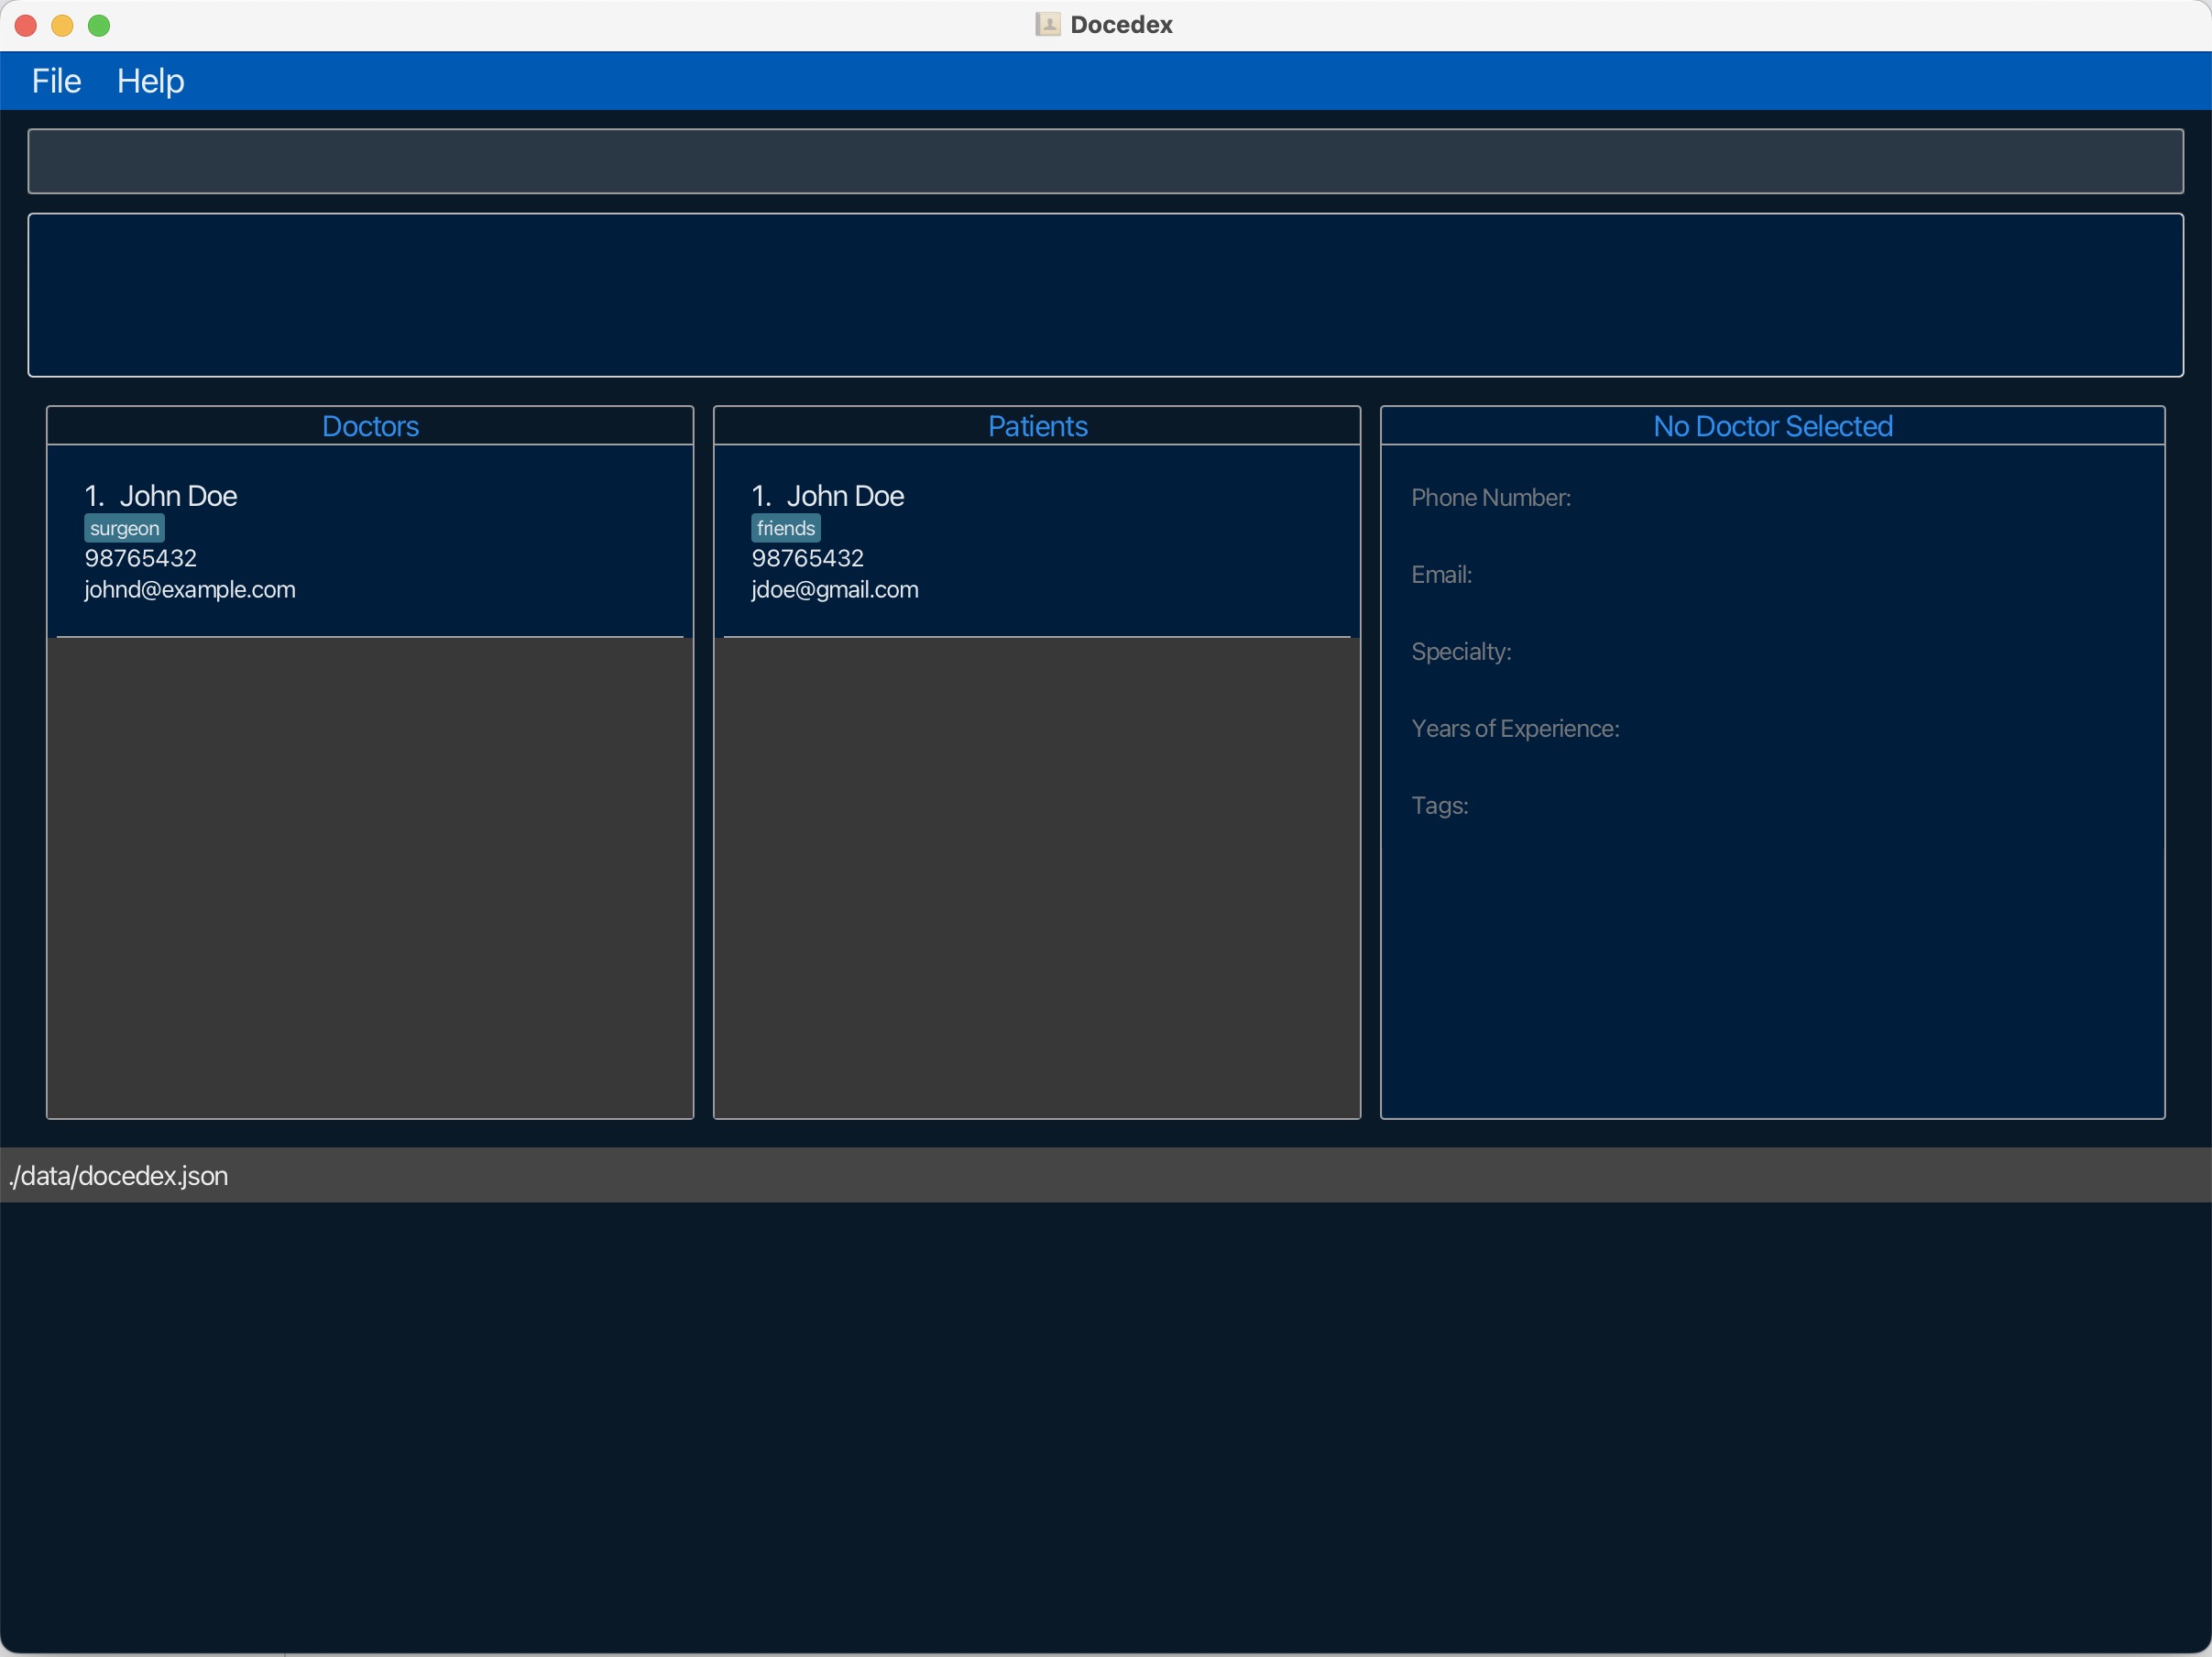 Docedex
File Help
Doctors
1. John Doe
surgeon
98765432
johnd@example.com
Patients
1. John Doe
friends
98765432
jdoe@gmail.com
No Doctor Selected
Phone Number:
Email:
Specialty:
Years of Experience:
Tags:
./data/docedex.json